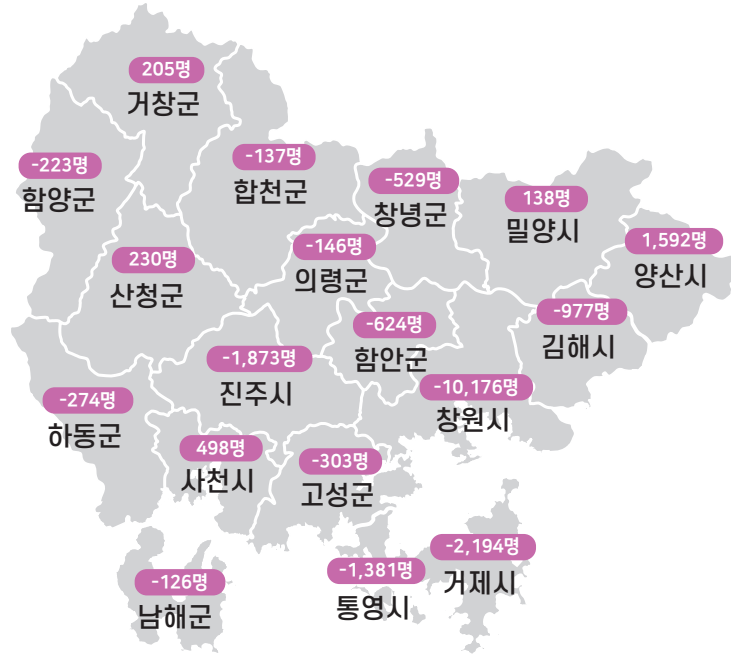 205명
거창군
-137명
합천군
-223명
함양군
-529명
창녕군
138명
밀양시
1,592명
양산시
230명
산청군
-146명
의령군
-624명
함안군
-977명
김해시
-1,873명
진주시
-10,176명
창원시
-274명
하동군
498명
사천시
-303명
고성군
-2,194명
거제시
-1,381명
통영시
-126명
남해군